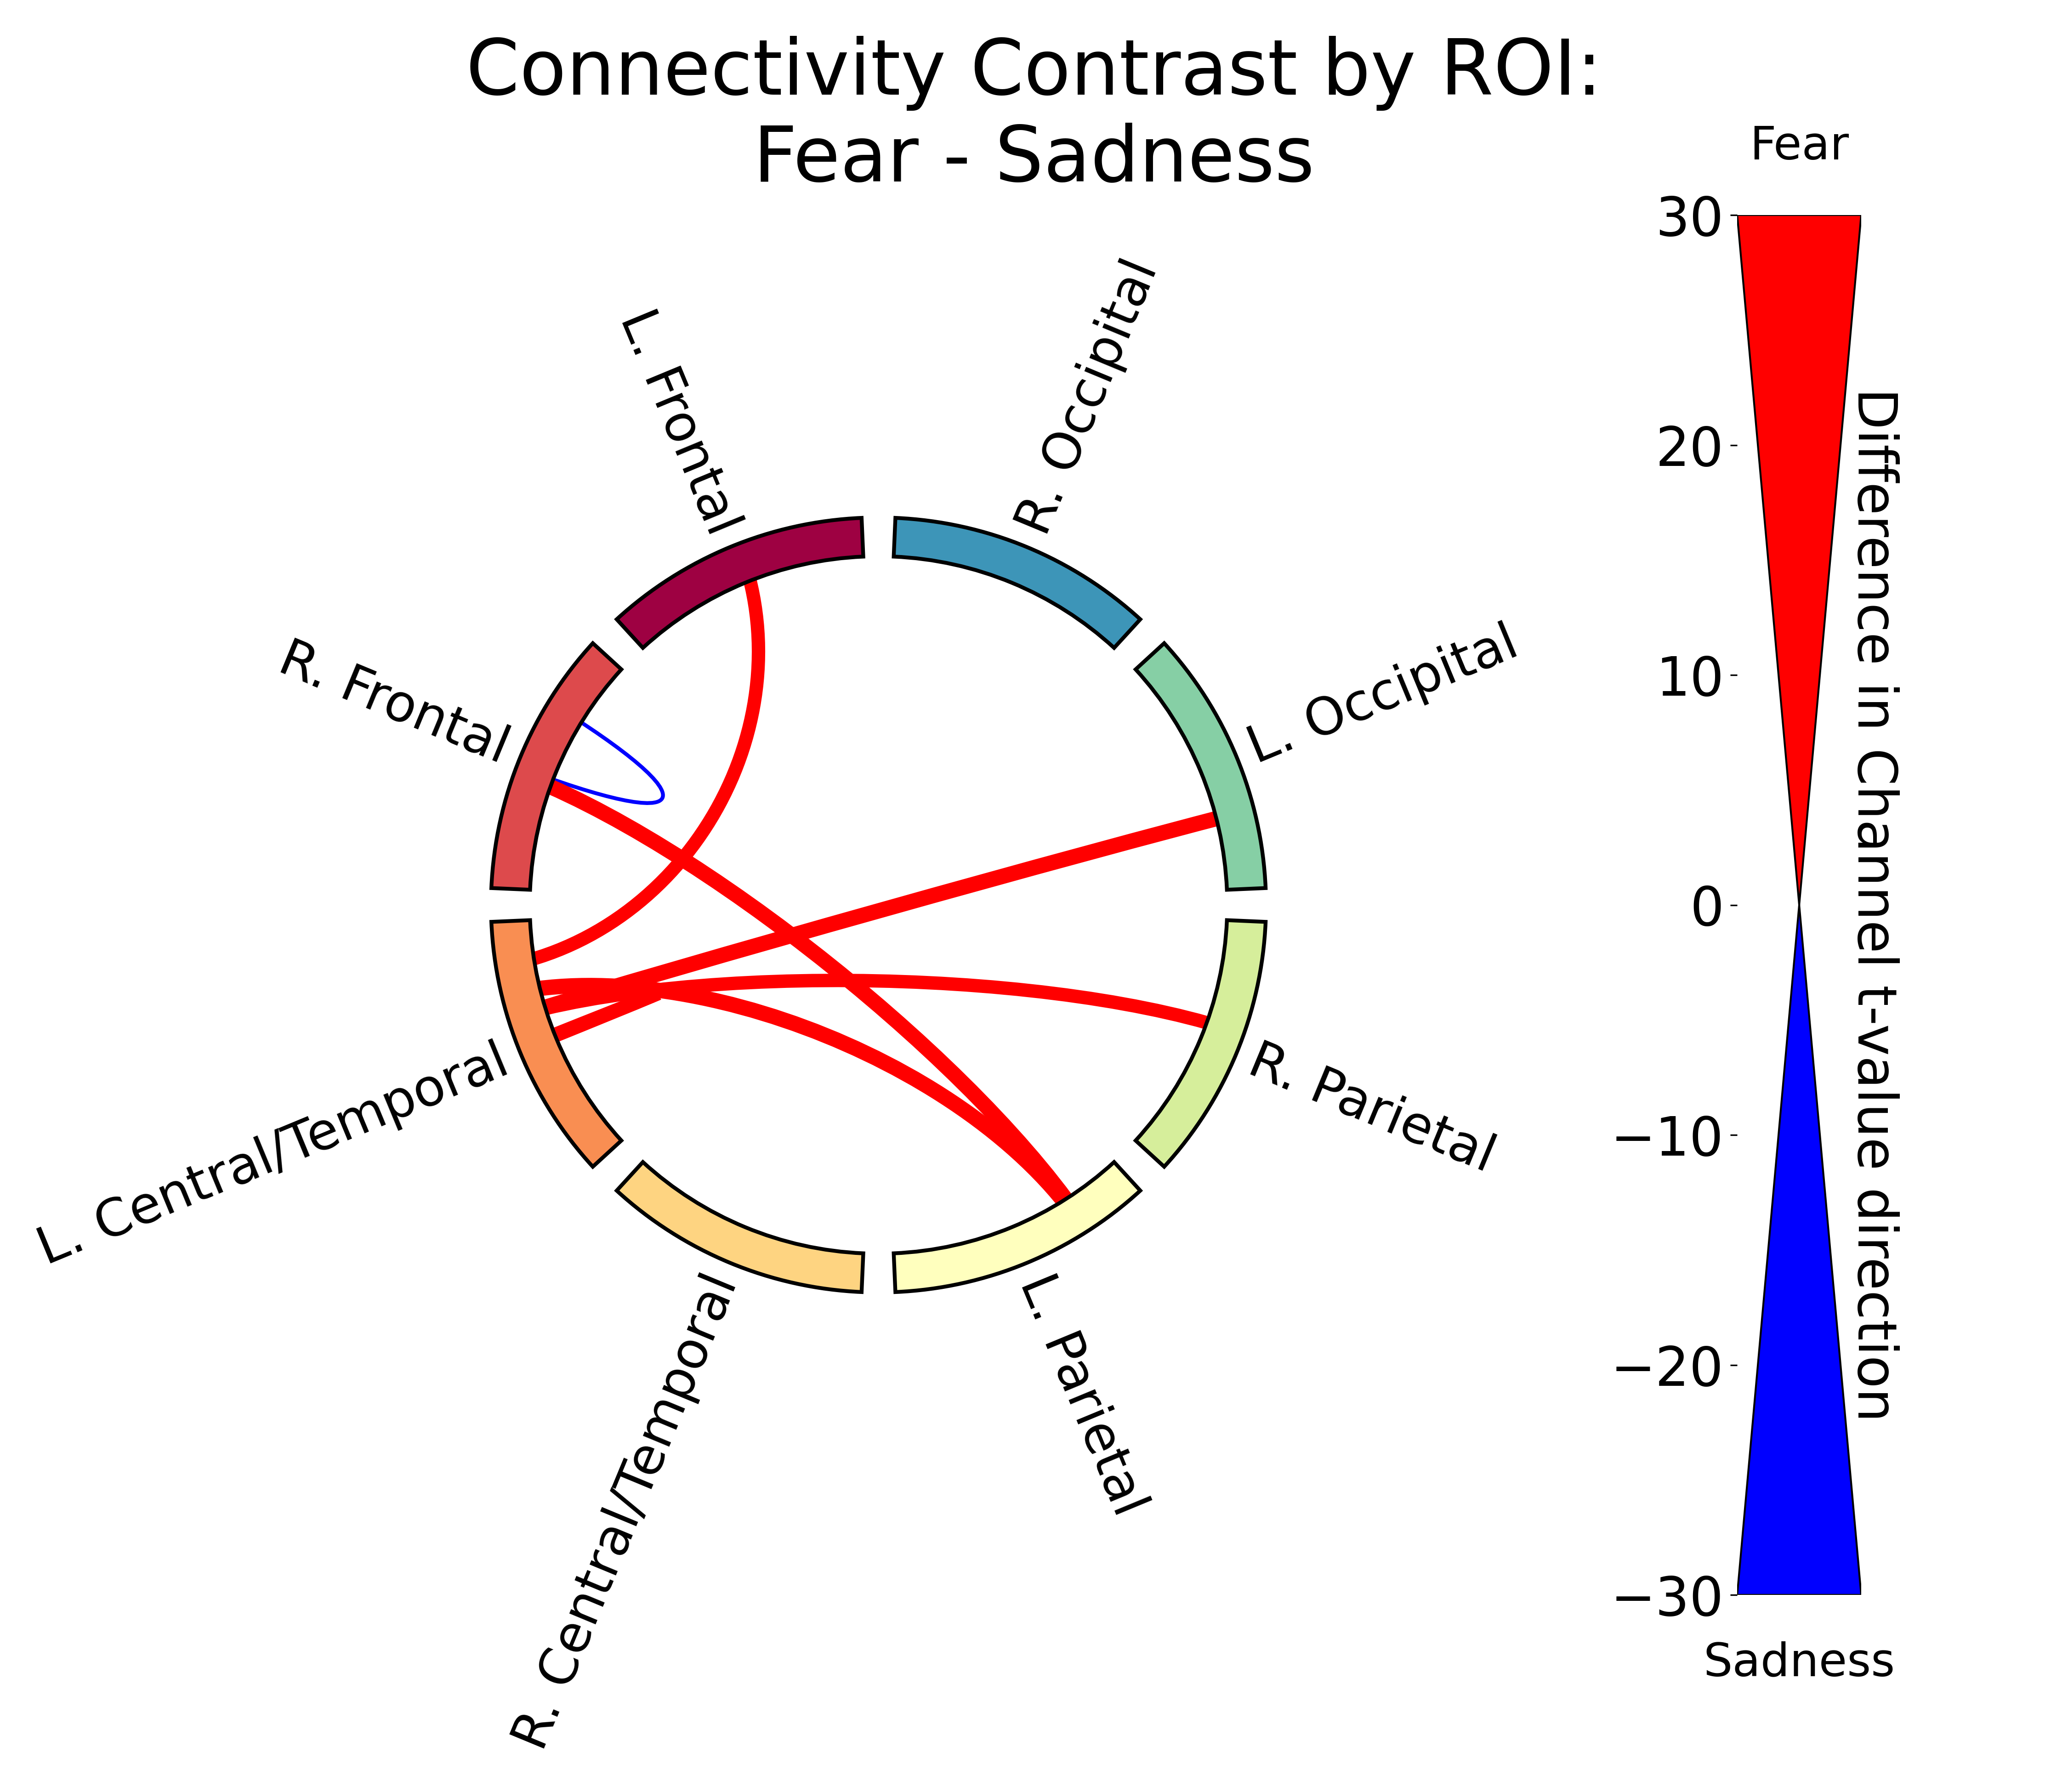 Connectivity Contrast by ROI:
Fear - Sadness
Fear
30
20
10
0
−10
−20
−30
Sadness
Difference in Channel t-value direction
R. Occipital
L. Frontal
L. Occipital
R. Frontal
R. Parietal
L. Central/Temporal
L. Parietal
R. Central/Temporal